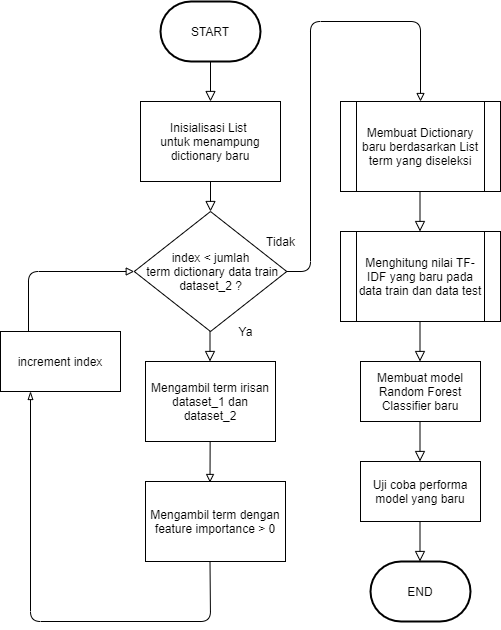 START
Inisialisasi List
untuk menampung
dictionary baru
index < jumlah
term dictionary data train
dataset_2 ?
Tidak
Ya
increment index
Mengambil term irisan
dataset_1 dan
dataset_2
Mengambil term dengan
feature importance > 0
Membuat Dictionary
baru berdasarkan List
term yang diseleksi
Menghitung nilai TF-
IDF yang baru pada
data train dan data test
Membuat model
Random Forest
Classifier baru
Uji coba performa
model yang baru
END